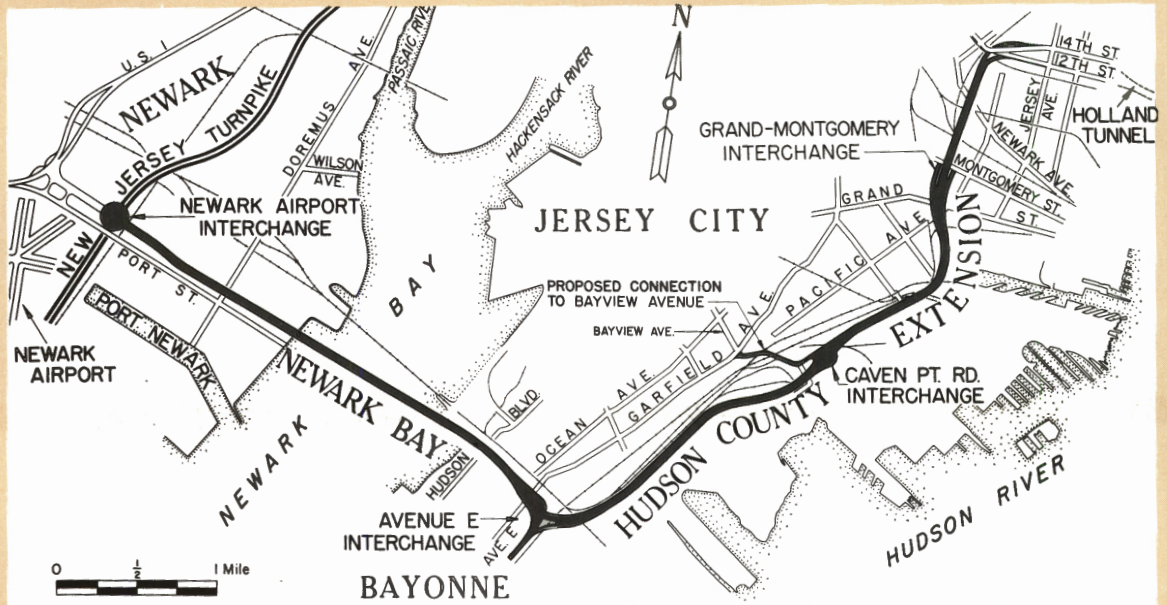 U.S. 1
NEWARK
NEW JERSEY TURNPIKE
DOREMUS AVE.
PASSAIC RIVER
HACKENSACK RIVER
N
WILSON
AVE.
NEWARK AIRPORT
INTERCHANGE
PORT ST.
PORT NEWARK
NEWARK
AIRPORT
NEWARK BAY
NEWARK BAY
HUDSON COUNTY EXTENSION
JERSEY CITY
GRAND-MONTGOMERY
INTERCHANGE
14TH ST.
12TH ST.
JERSEY
AVE.
HOLLAND
TUNNEL
NEWARK AVE.
MONTGOMERY ST.
GRAND ST.
PACIFIC AVE.
PROPOSED CONNECTION
TO BAYVIEW AVENUE
BAYVIEW AVE.
OCEAN AVE.
GARFIELD AVE.
CAVEN PT. RD.
INTERCHANGE
HUDSON BLVD
AVENUE E
INTERCHANGE
AVE. E
BAYONNE
HUDSON RIVER
0 1/2 1 Mile